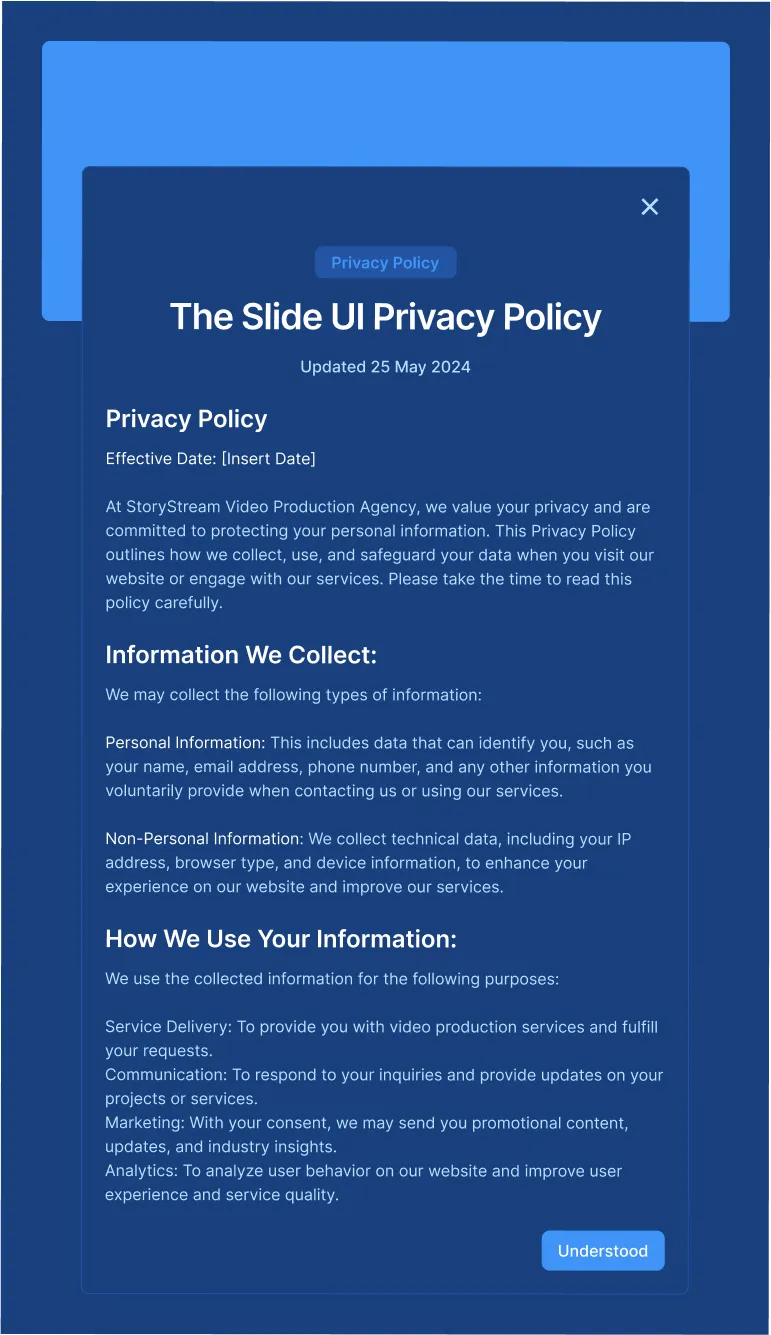 Privacy Policy
The Slide UI Privacy Policy
Updated 25 May 2024
Privacy Policy
Effective Date: [Insert Date]
At StoryStream Video Production Agency, we value your privacy and are
committed to protecting your personal information. This Privacy Policy
outlines how we collect, use, and safeguard your data when you visit our
website or engage with our services. Please take the time to read this
policy carefully.
Information We Collect:
We may collect the following types of information:
Personal Information: This includes data that can identify you, such as
your name, email address, phone number, and any other information you
voluntarily provide when contacting us or using our services.
Non-Personal Information: We collect technical data, including your IP
address, browser type, and device information, to enhance your
experience on our website and improve our services.
How We Use Your Information:
We use the collected information for the following purposes:
Service Delivery: To provide you with video production services and fulfill
your requests.
Communication: To respond to your inquiries and provide updates on your
projects or services.
Marketing: With your consent, we may send you promotional content,
updates, and industry insights.
Analytics: To analyze user behavior on our website and improve user
experience and service quality.
Understood